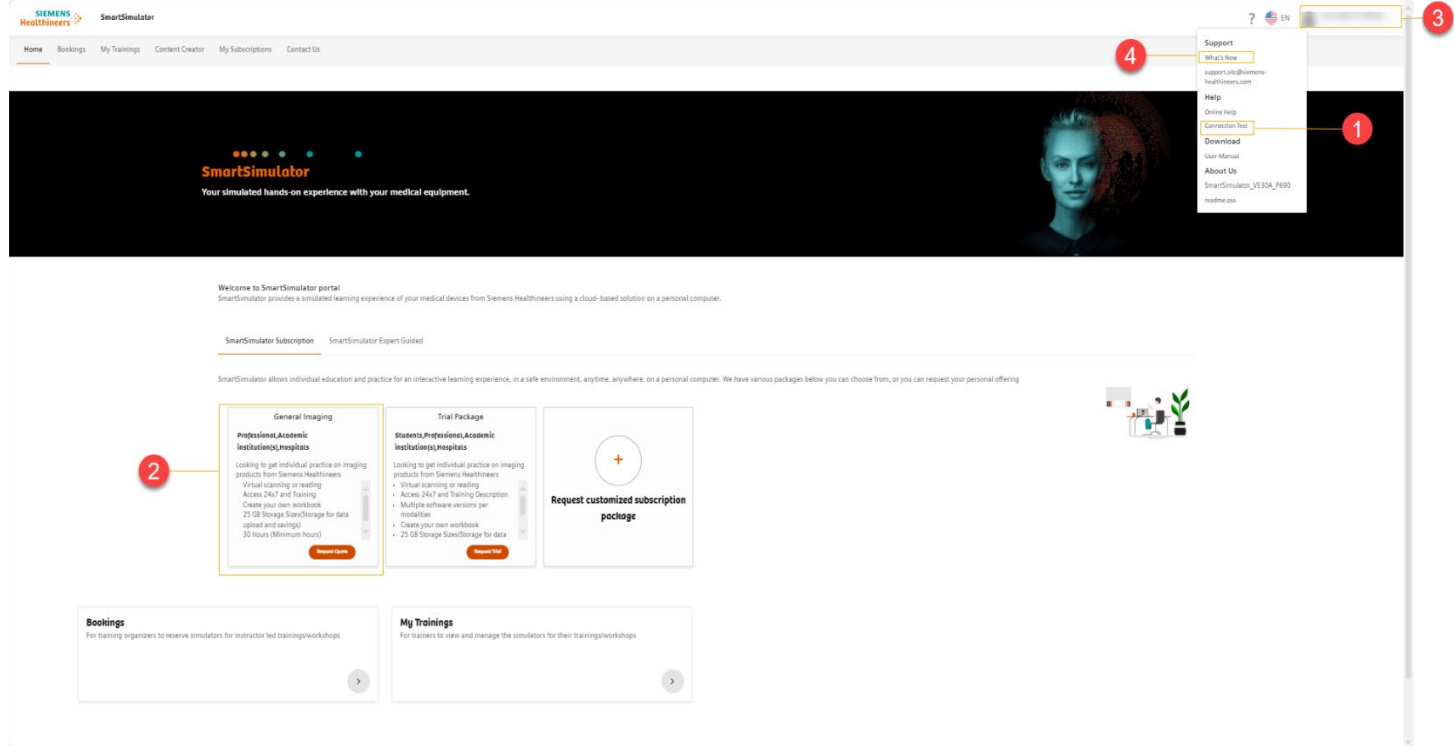 SIEMENS
Healthineers
SmartSimulator
?
EN
3
Home
Bookings
My Trainings
Content Creator
My Subscriptions
Contact Us
Support
4
What's New
support.sitc@siemens-
healthineers.com
Help
Online Help
Connection Test
1
Download
User Manual
About Us
SmartSimulator_VE30A_P690
readme.oss
SmartSimulator
Your simulated hands-on experience with your medical equipment.
Welcome to SmartSimulator portal
SmartSimulator provides a simulated learning experience of your medical devices from Siemens Healthineers using a cloud- based solution on a personal computer.
SmartSimulator Subscription
SmartSimulator Expert Guided
SmartSimulator allows individual education and practice for an interactive learning experience, in a safe environment, anytime, anywhere, on a personal computer. We have various packages below you can choose from, or you can request your personal offering
2
General Imaging
Professional,Academic
institution(s),Hospitals
Looking to get individual practice on imaging
products from Siemens Healthineers
Virtual scanning or reading
Access 24x7 and Training
Create your own workbook
25 GB Storage Sizes(Storage for data
upload and savings)
30 hours (Minimum hours)
Request Quote
Trial Package
Students,Professional,Academic
institution(s),Hospitals
Looking to get individual practice on imaging
products from Siemens Healthineers
• Virtual scanning or reading
• Access 24x7 and Training Description
• Multiple software versions per
modalities
• Create your own workbook
• 25 GB Storage Sizes(Storage for data
Request Trial
+
Request customized subscription
package
Bookings
For training organizers to reserve simulators for instructor led trainings/workshops
My Trainings
For trainers to view and manage the simulators for their trainings/workshops